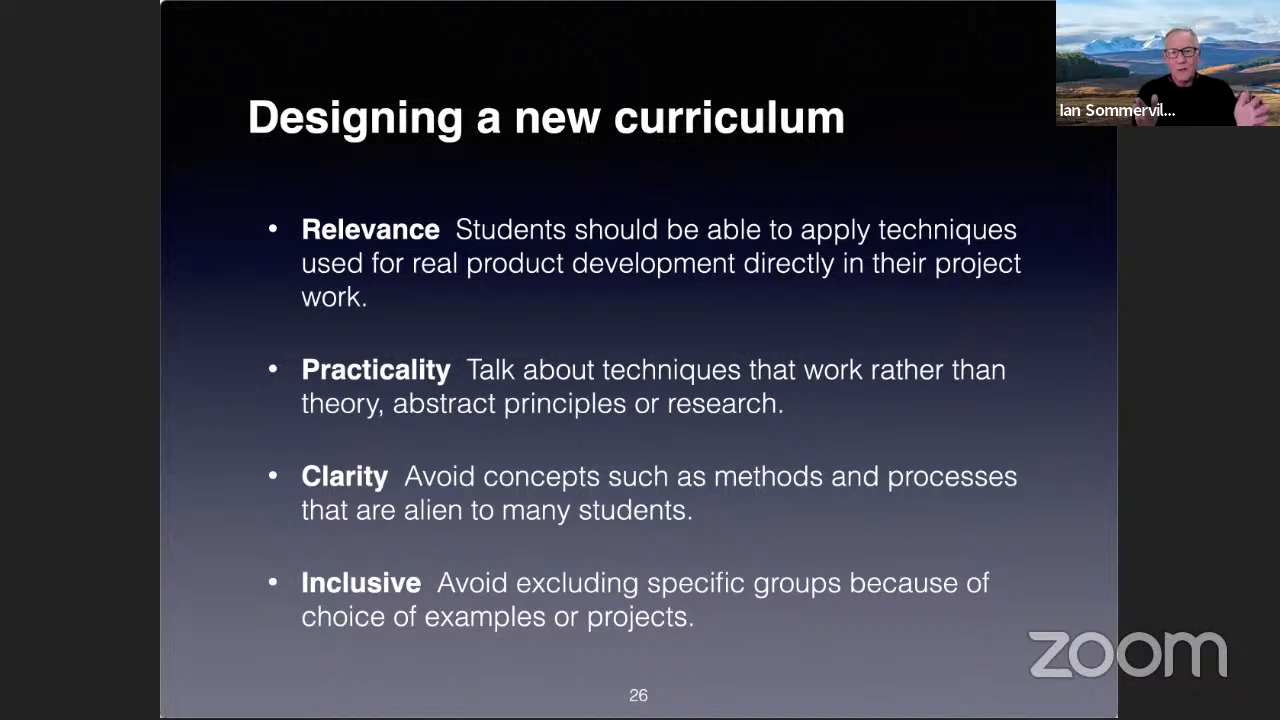 Designing a new curriculum
Ian Sommervil...
• Relevance Students should be able to apply techniques
used for real product development directly in their project
work.
• Practicality Talk about techniques that work rather than
theory, abstract principles or research.
• Clarity Avoid concepts such as methods and processes
that are alien to many students.
• Inclusive Avoid excluding specific groups because of
choice of examples or projects.
zoom
26